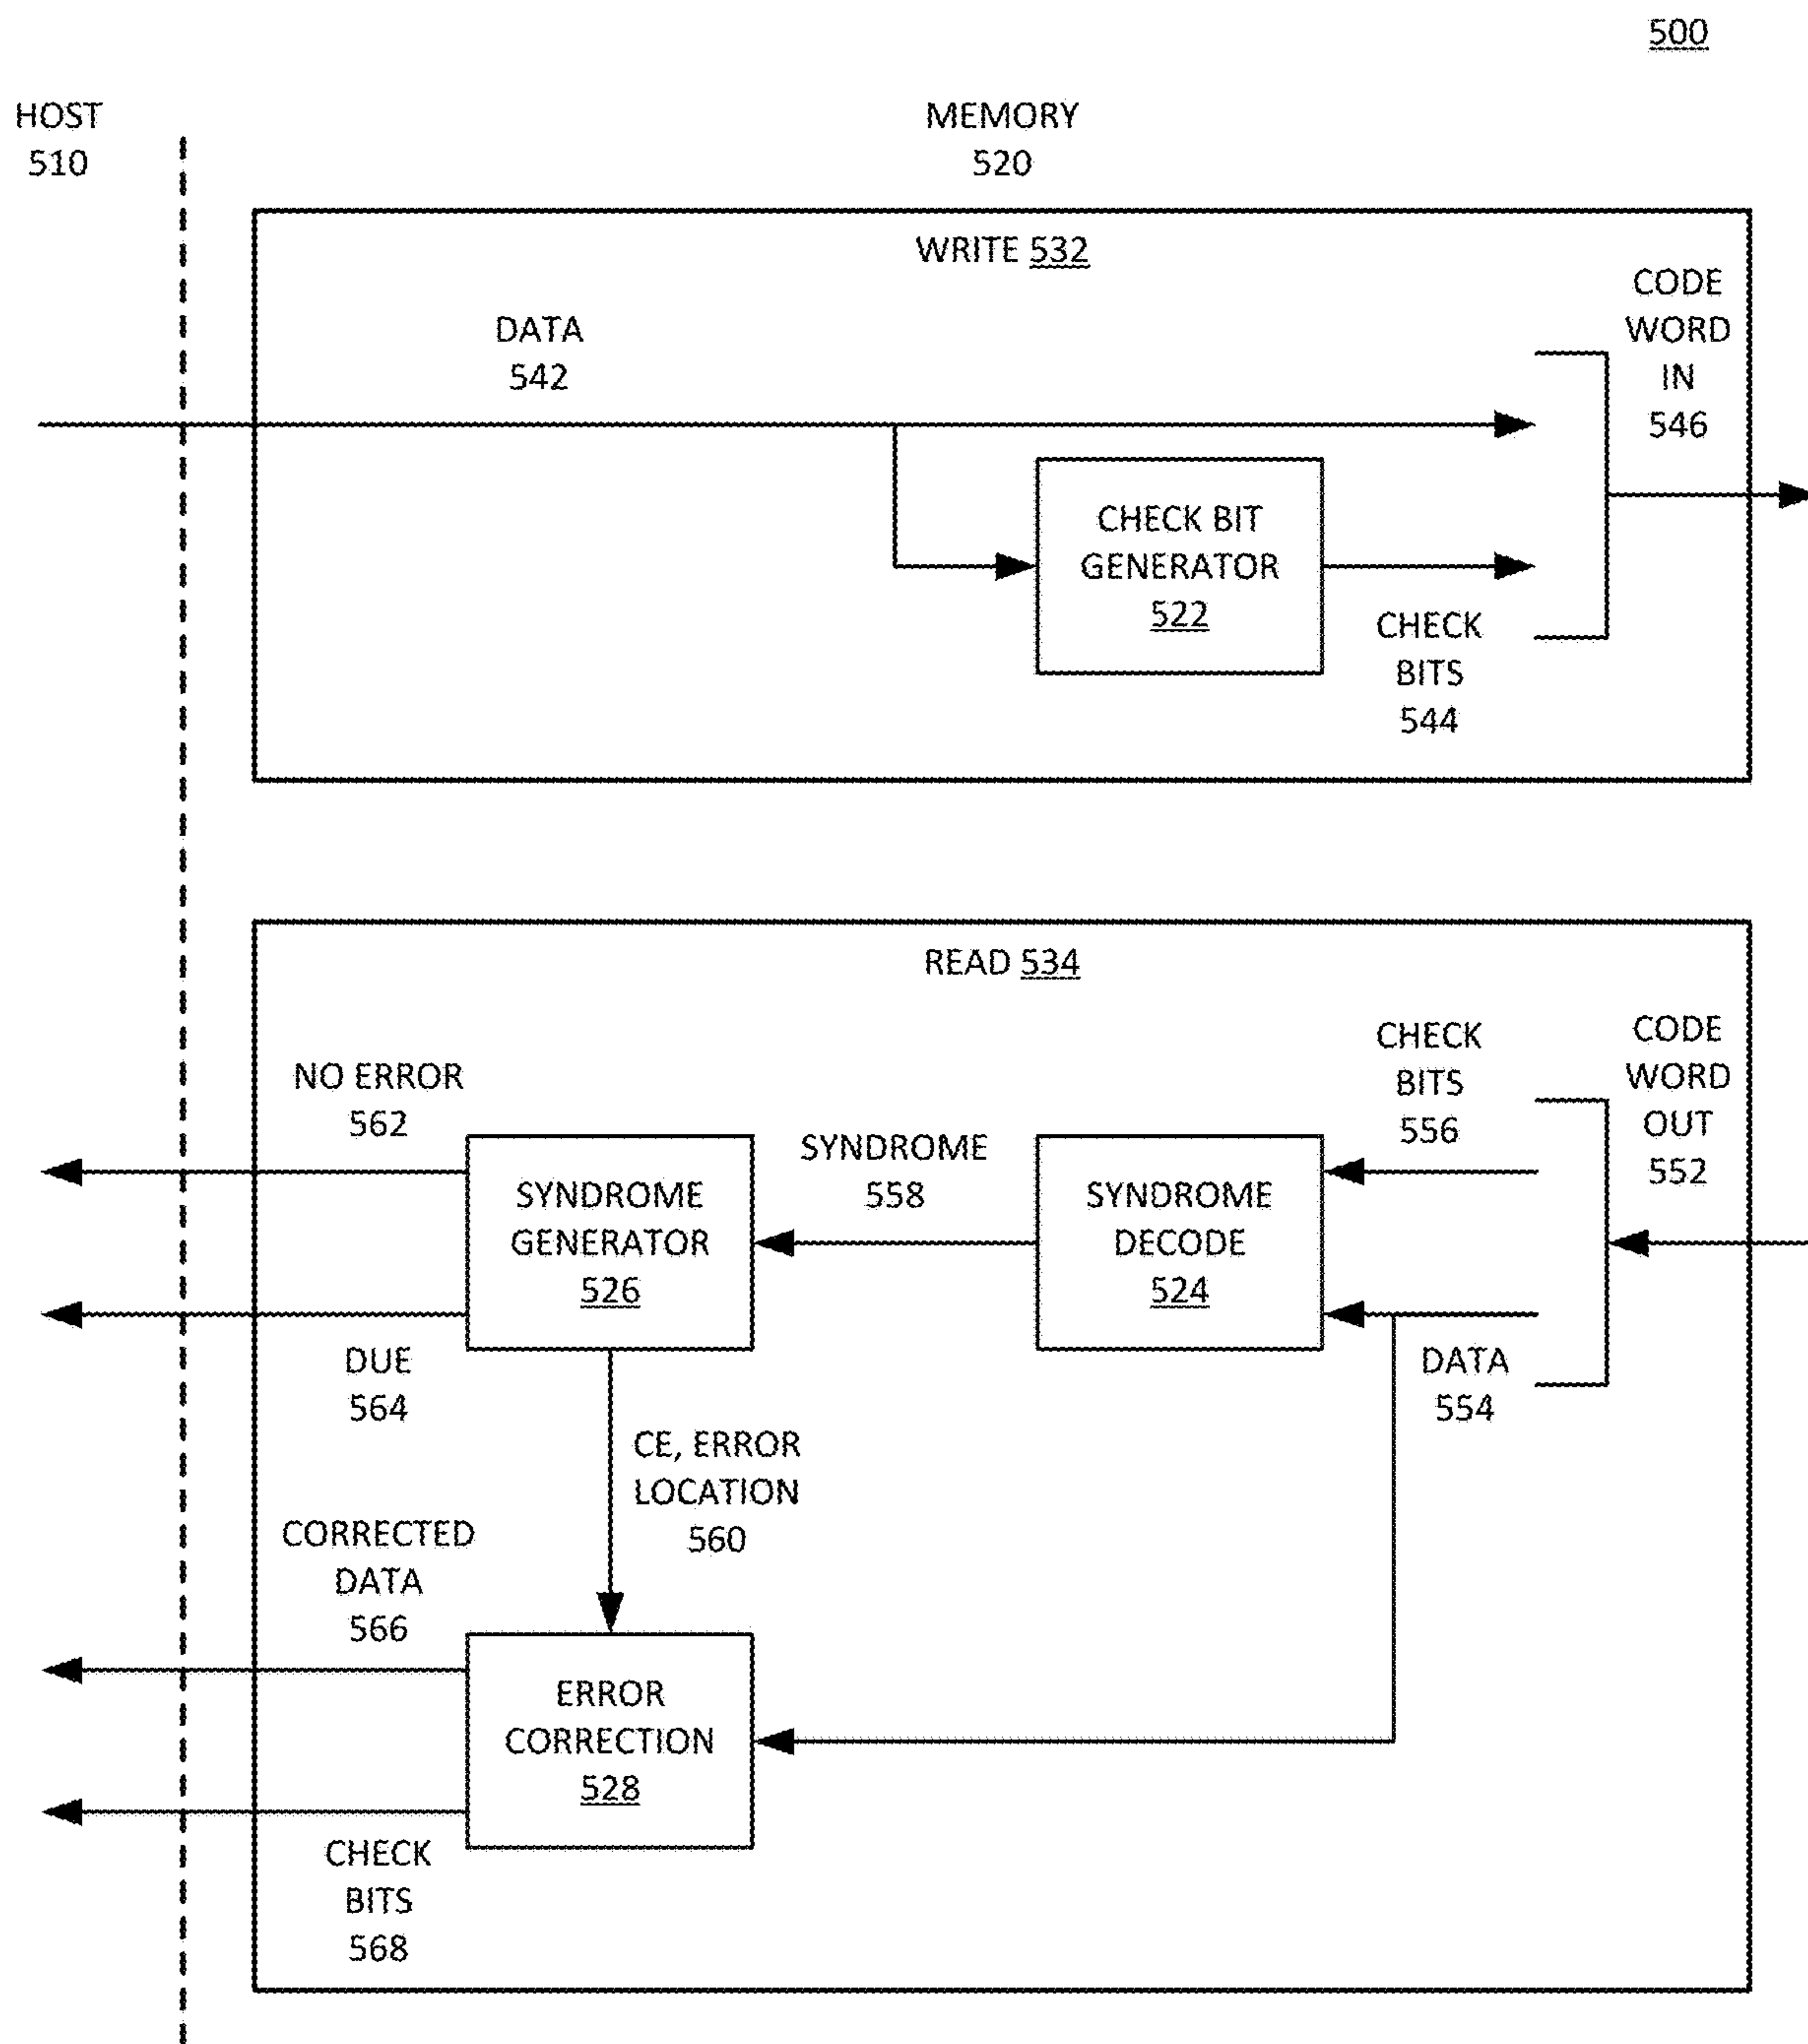 500
HOST
510
MEMORY
520
WRITE 532
DATA
542
CODE
WORD
IN
546
CHECK BIT
GENERATOR
522
CHECK
BITS
544
READ 534
NO ERROR
562
SYNDROME
GENERATOR
526
SYNDROME
558
SYNDROME
DECODE
524
CHECK
BITS
556
CODE
WORD
OUT
552
DUE
564
DATA
554
CE, ERROR
LOCATION
560
CORRECTED
DATA
566
ERROR
CORRECTION
528
CHECK
BITS
568